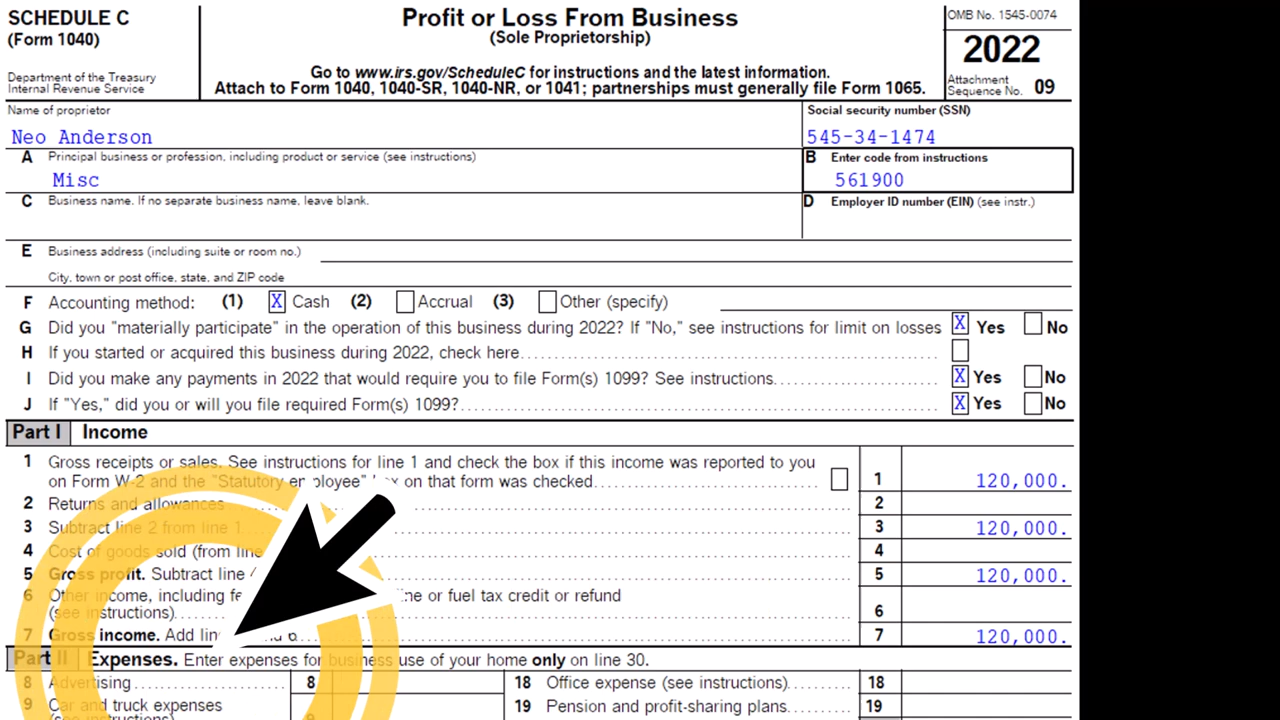 SCHEDULE C
(Form 1040)
Department of the Treasury
Internal Revenue Service
Profit or Loss From Business
(Sole Proprietorship)
Go to www.irs.gov/ScheduleC for instructions and the latest information.
Attach to Form 1040, 1040-SR, 1040-NR, or 1041; partnerships must generally file Form 1065.
OMB No. 1545-0074
2022
Attachment
Sequence No. 09
Name of proprietor
Neo Anderson
Social security number (SSN)
545-34-1474
A Principal business or profession, including product or service (see instructions)
Misc
B Enter code from instructions
561900
C Business name. If no separate business name, leave blank.
D Employer ID number (EIN) (see instr.)
E Business address (including suite or room no.)
City, town or post office, state, and ZIP code
F Accounting method: (1) X Cash (2) Accrual (3) Other (specify)
G Did you "materially participate" in the operation of this business during 2022? If "No," see instructions for limit on losses X Yes No
H If you started or acquired this business during 2022, check here
I Did you make any payments in 2022 that would require you to file Form(s) 1099? See instructions. X Yes No
J If "Yes," did you or will you file required Form(s) 1099? X Yes No
Part I Income
1 Gross receipts or sales. See instructions for line 1 and check the box if this income was reported to you
on Form W-2 and the "Statutory employee" box on that form was checked. 1 120,000.
2 Returns and allowances 2
3 Subtract line 2 from line 1 3 120,000.
4 Cost of goods sold (from line 4
5 Gross profit. Subtract line 4 5 120,000.
6 Other income, including or fuel tax credit or refund
(see instructions) 6
7 Gross income. Add 6 7 120,000.
Part II Expenses. Enter expenses for business use of your home only on line 30.
8 Advertising 8
18 Office expense (see instructions) 18
9 Car and truck expenses
(see instructions) 9
19 Pension and profit-sharing plans 19